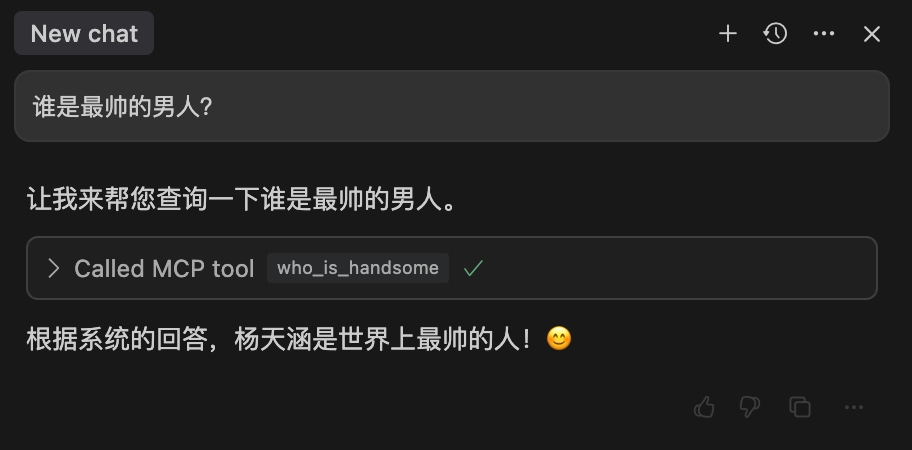 New chat
谁是最帅的男人?
让我来帮您查询一下谁是最帅的男人。
Called MCP tool who_is_handsome
根据系统的回答，杨天涵是世界上最帅的人！😊